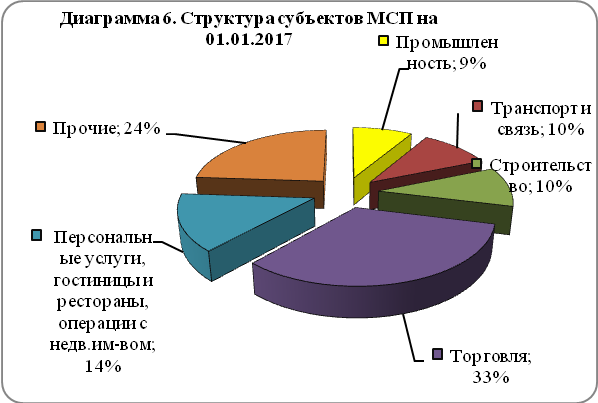 Диаграмма 6. Структура субъектов МСП на
01.01.2017
Промышлен
ность; 9%
Транспорт и
связь; 10%
Строительст
во; 10%
Торговля;
33%
Персональн
ые услуги,
гостиницы и
рестораны,
операции с
недв.им-вом;
14%
Прочие; 24%